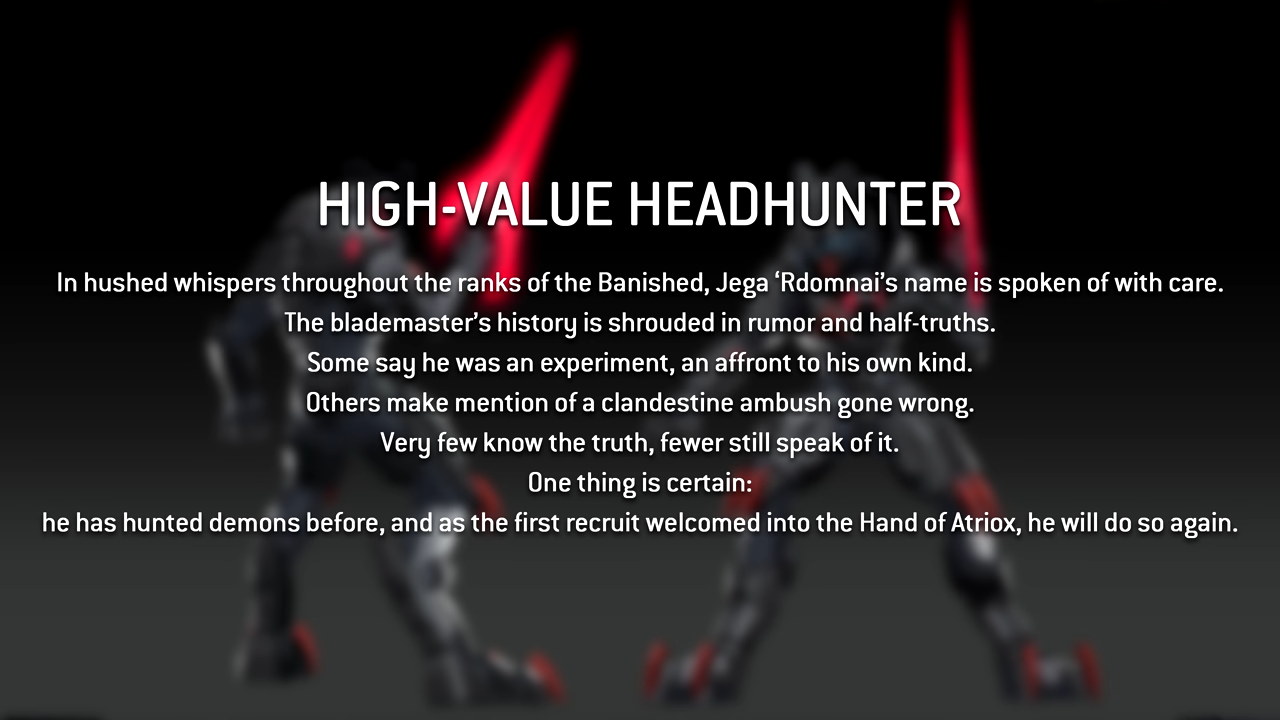 HIGH-VALUE HEADHUNTER
In hushed whispers throughout the ranks of the Banished, Jega ‘Rdomnai’s name is spoken of with care.
The blademaster’s history is shrouded in rumor and half-truths.
Some say he was an experiment, an affront to his own kind.
Others make mention of a clandestine ambush gone wrong.
Very few know the truth, fewer still speak of it.
One thing is certain:
he has hunted demons before, and as the first recruit welcomed into the Hand of Atriox, he will do so again.